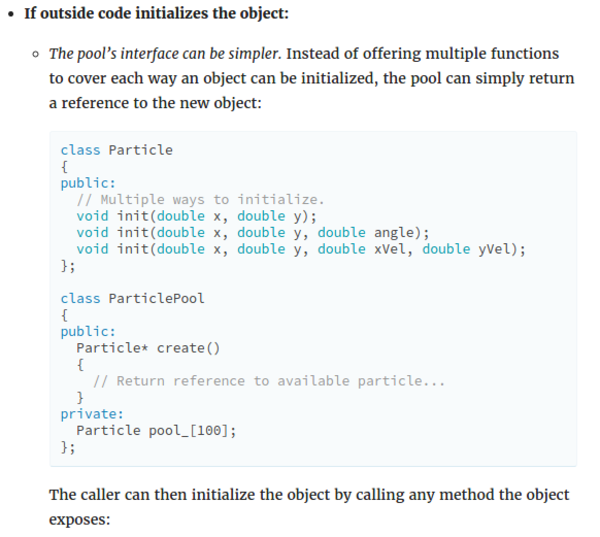 • If outside code initializes the object:
◦ The pool’s interface can be simpler. Instead of offering multiple functions
to cover each way an object can be initialized, the pool can simply return
a reference to the new object:
class Particle
{
public:
  // Multiple ways to initialize.
  void init(double x, double y);
  void init(double x, double y, double angle);
  void init(double x, double y, double xVel, double yVel);
};
class ParticlePool
{
public:
  Particle* create()
  {
    // Return reference to available particle...
  }
private:
  Particle pool_[100];
};
The caller can then initialize the object by calling any method the object
exposes: